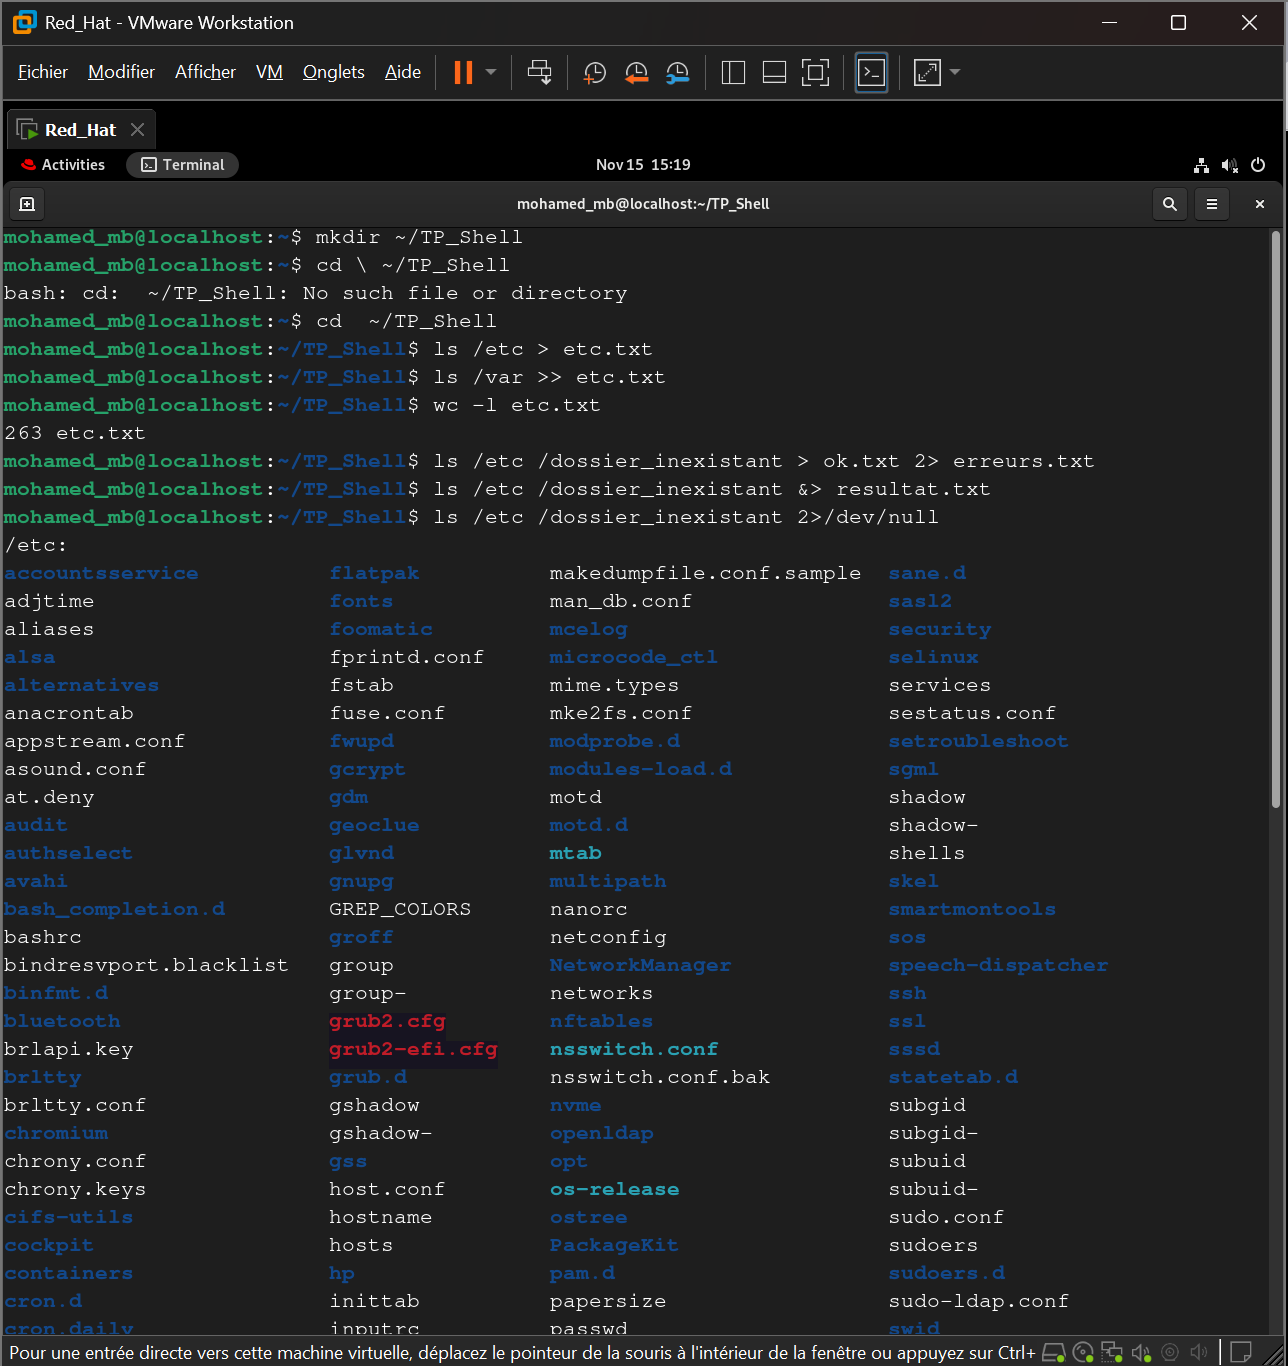 Red_Hat - VMware Workstation
Fichier Modifier Afficher VM Onglets Aide
Red_Hat
Activities Terminal Nov 15 15:19
mohamed_mb@localhost:~/TP_Shell
mohamed_mb@localhost:~$ mkdir ~/TP_Shell
mohamed_mb@localhost:~$ cd \ ~/TP_Shell
bash: cd:  ~/TP_Shell: No such file or directory
mohamed_mb@localhost:~$ cd  ~/TP_Shell
mohamed_mb@localhost:~/TP_Shell$ ls /etc > etc.txt
mohamed_mb@localhost:~/TP_Shell$ ls /var >> etc.txt
mohamed_mb@localhost:~/TP_Shell$ wc -l etc.txt
263 etc.txt
mohamed_mb@localhost:~/TP_Shell$ ls /etc /dossier_inexistant > ok.txt 2> erreurs.txt
mohamed_mb@localhost:~/TP_Shell$ ls /etc /dossier_inexistant &> resultat.txt
mohamed_mb@localhost:~/TP_Shell$ ls /etc /dossier_inexistant 2>/dev/null
/etc:
accountsservice flatpak makedumpfile.conf.sample sane.d
adjtime fonts man_db.conf sasl2
aliases foomatic mcelog security
alsa fprintd.conf microcode_ctl selinux
alternatives fstab mime.types services
anacrontab fuse.conf mke2fs.conf sestatus.conf
appstream.conf fwupd modprobe.d setroubleshoot
asound.conf gcrypt modules-load.d sgml
at.deny gdm motd shadow
audit geoclue motd.d shadow-
authselect glvnd mtab shells
avahi gnupg multipath skel
bash_completion.d GREP_COLORS nanorc smartmontools
bashrc groff netconfig sos
bindresvport.blacklist group NetworkManager speech-dispatcher
binfmt.d group- networks ssh
bluetooth grub2.cfg nftables ssl
brlapi.key grub2-efi.cfg nsswitch.conf sssd
brltty grub.d nsswitch.conf.bak statetab.d
brltty.conf gshadow nvme subgid
chromium gshadow- openldap subgid-
chrony.conf gss opt subuid
chrony.keys host.conf os-release subuid-
cifs-utils hostname ostree sudo.conf
cockpit hosts PackageKit sudoers
containers hp pam.d sudoers.d
cron.d inittab papersize sudo-ldap.conf
cron.daily inputrc passwd swid
Pour une entrée directe vers cette machine virtuelle, déplacez le pointeur de la souris à l'intérieur de la fenêtre ou appuyez sur Ctrl+